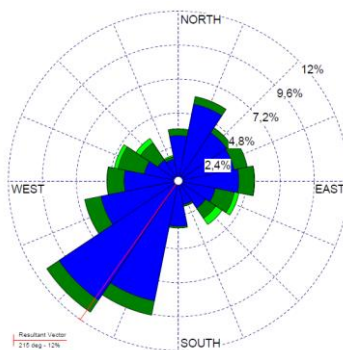 NORTH
12%
9,6%
7,2%
4,8%
2,4%
WEST
EAST
SOUTH
Resultant Vector
215 deg - 12%